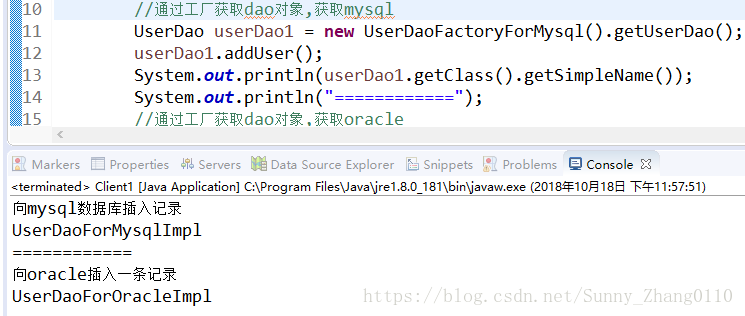 10 //通过工厂获取dao对象,获取mysql
11 UserDao userDao1 = new UserDaoFactoryForMysql().getUserDao();
12 userDao1.addUser();
13 System.out.println(userDao1.getClass().getSimpleName());
14 System.out.println("============");
15 //通过工厂获取dao对象,获取oracle
Markers Properties Servers Data Source Explorer Snippets Problems Console
<terminated> Client1 [Java Application] C:\Program Files\Java\jre1.8.0_181\bin\javaw.exe (2018年10月18日 下午11:57:51)
向mysql数据库插入记录
UserDaoForMysqlImpl
============
向oracle插入一条记录
UserDaoForOracleImpl
https://blog.csdn.net/Sunny_Zhang0110